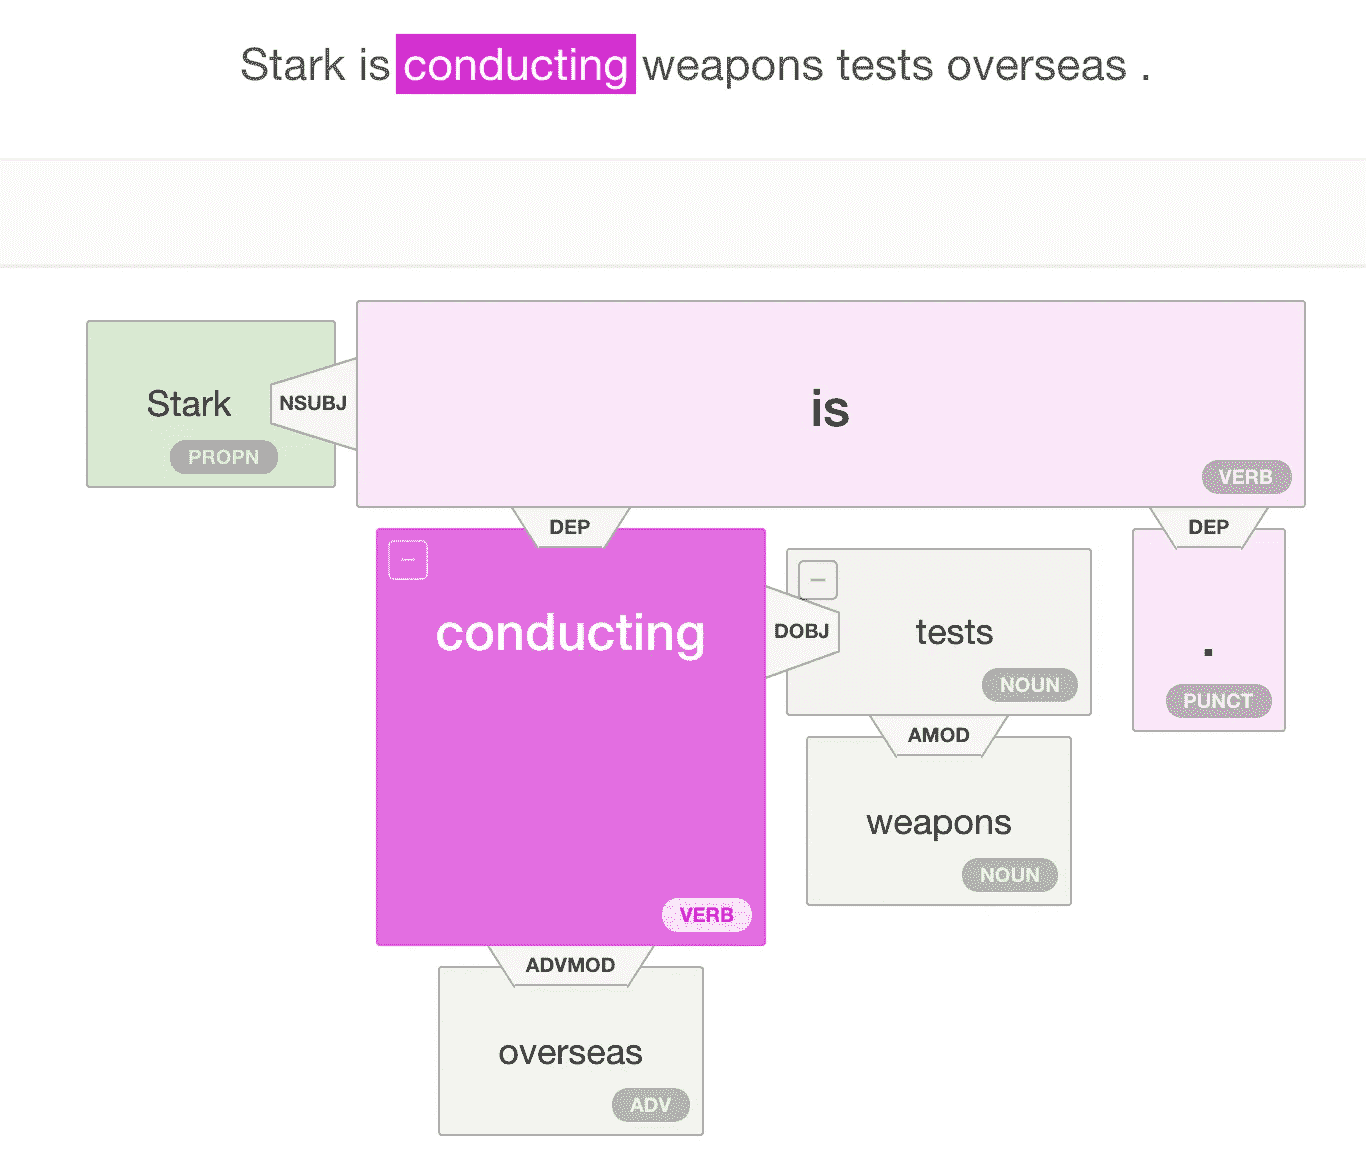 Stark is conducting weapons tests overseas .
Stark
NSUBJ
is
PROPN
VERB
DEP
DEP
conducting
DOBJ
tests
.
NOUN
PUNCT
AMOD
weapons
NOUN
VERB
ADVMOD
overseas
ADV